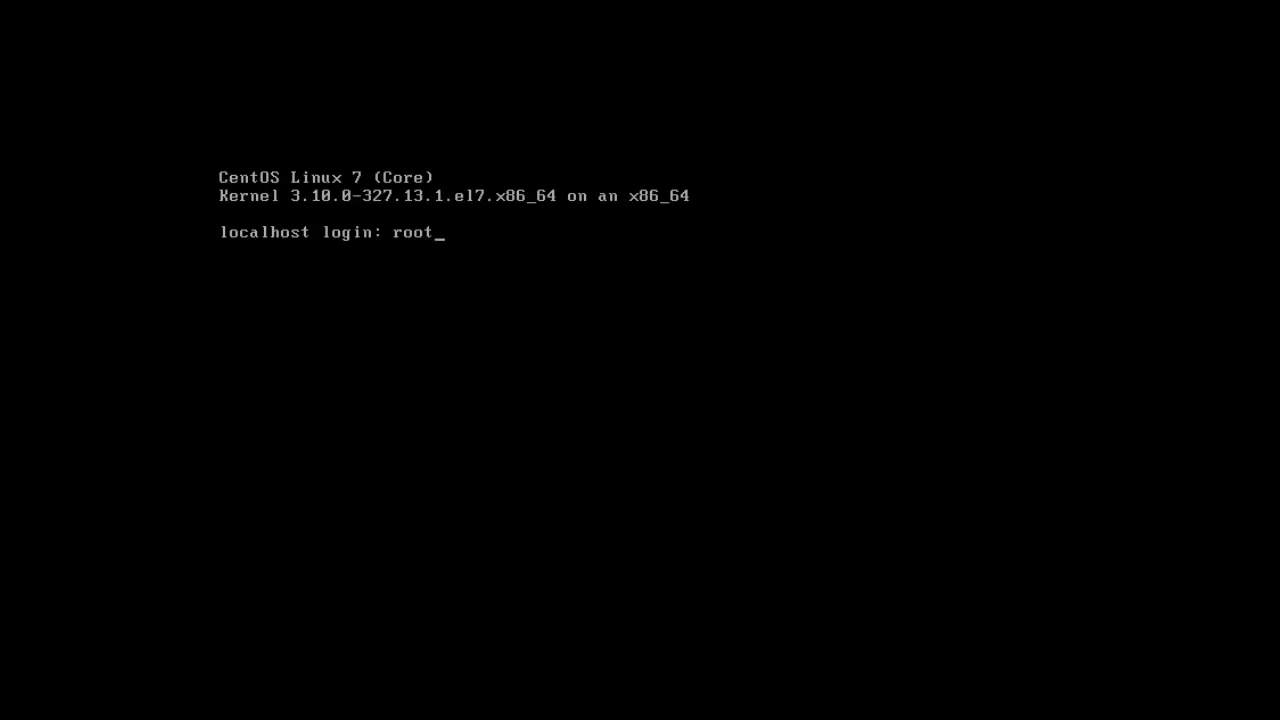 CentOS Linux 7 (Core)
Kernel 3.10.0-327.13.1.el7.x86_64 on an x86_64
localhost login: root_